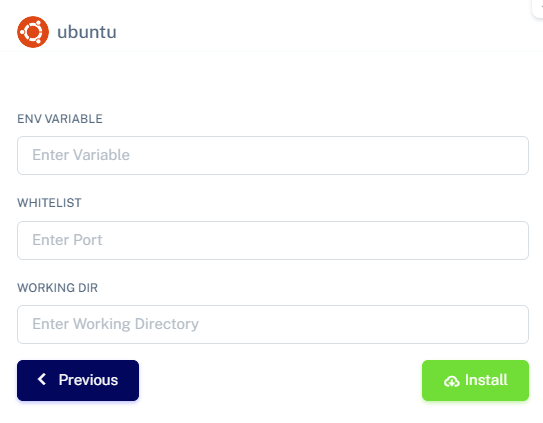 ubuntu
ENV VARIABLE
Enter Variable
WHITELIST
Enter Port
WORKING DIR
Enter Working Directory
Previous
Install